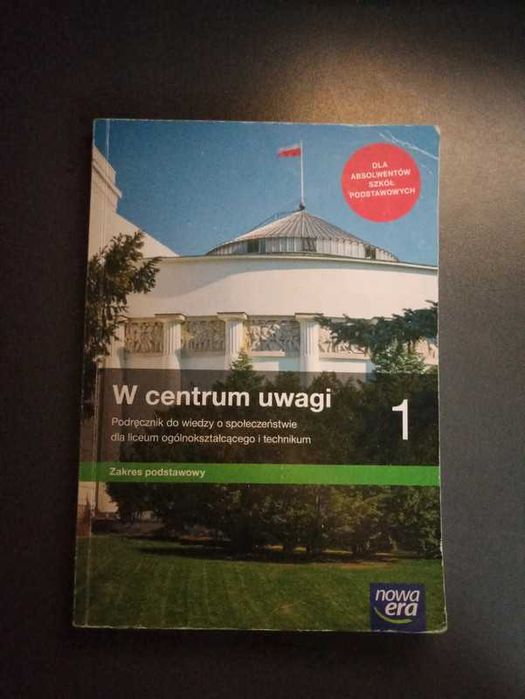 DLA
ABSOLWENTÓW
SZKÓŁ
PODSTAWOWYCH
W centrum uwagi
1
Podręcznik do wiedzy o społeczeństwie
dla liceum ogólnokształcącego i technikum
Zakres podstawowy
nowa
era